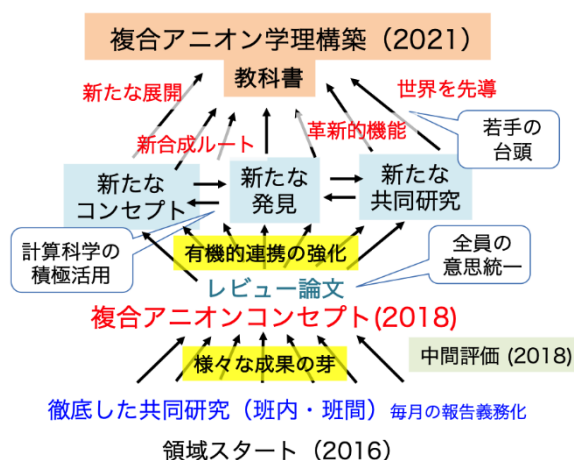 複合アニオン学理構築（2021）
教科書
新たな展開
世界を先導
新合成ルート
革新的機能
若手の
台頭
新たな
コンセプト
新たな
発見
新たな
共同研究
計算科学の
積極活用
有機的連携の強化
全員の
意思統一
レビュー論文
複合アニオンコンセプト(2018)
様々な成果の芽
中間評価 (2018)
徹底した共同研究（班内・班間）毎月の報告義務化
領域スタート（2016）